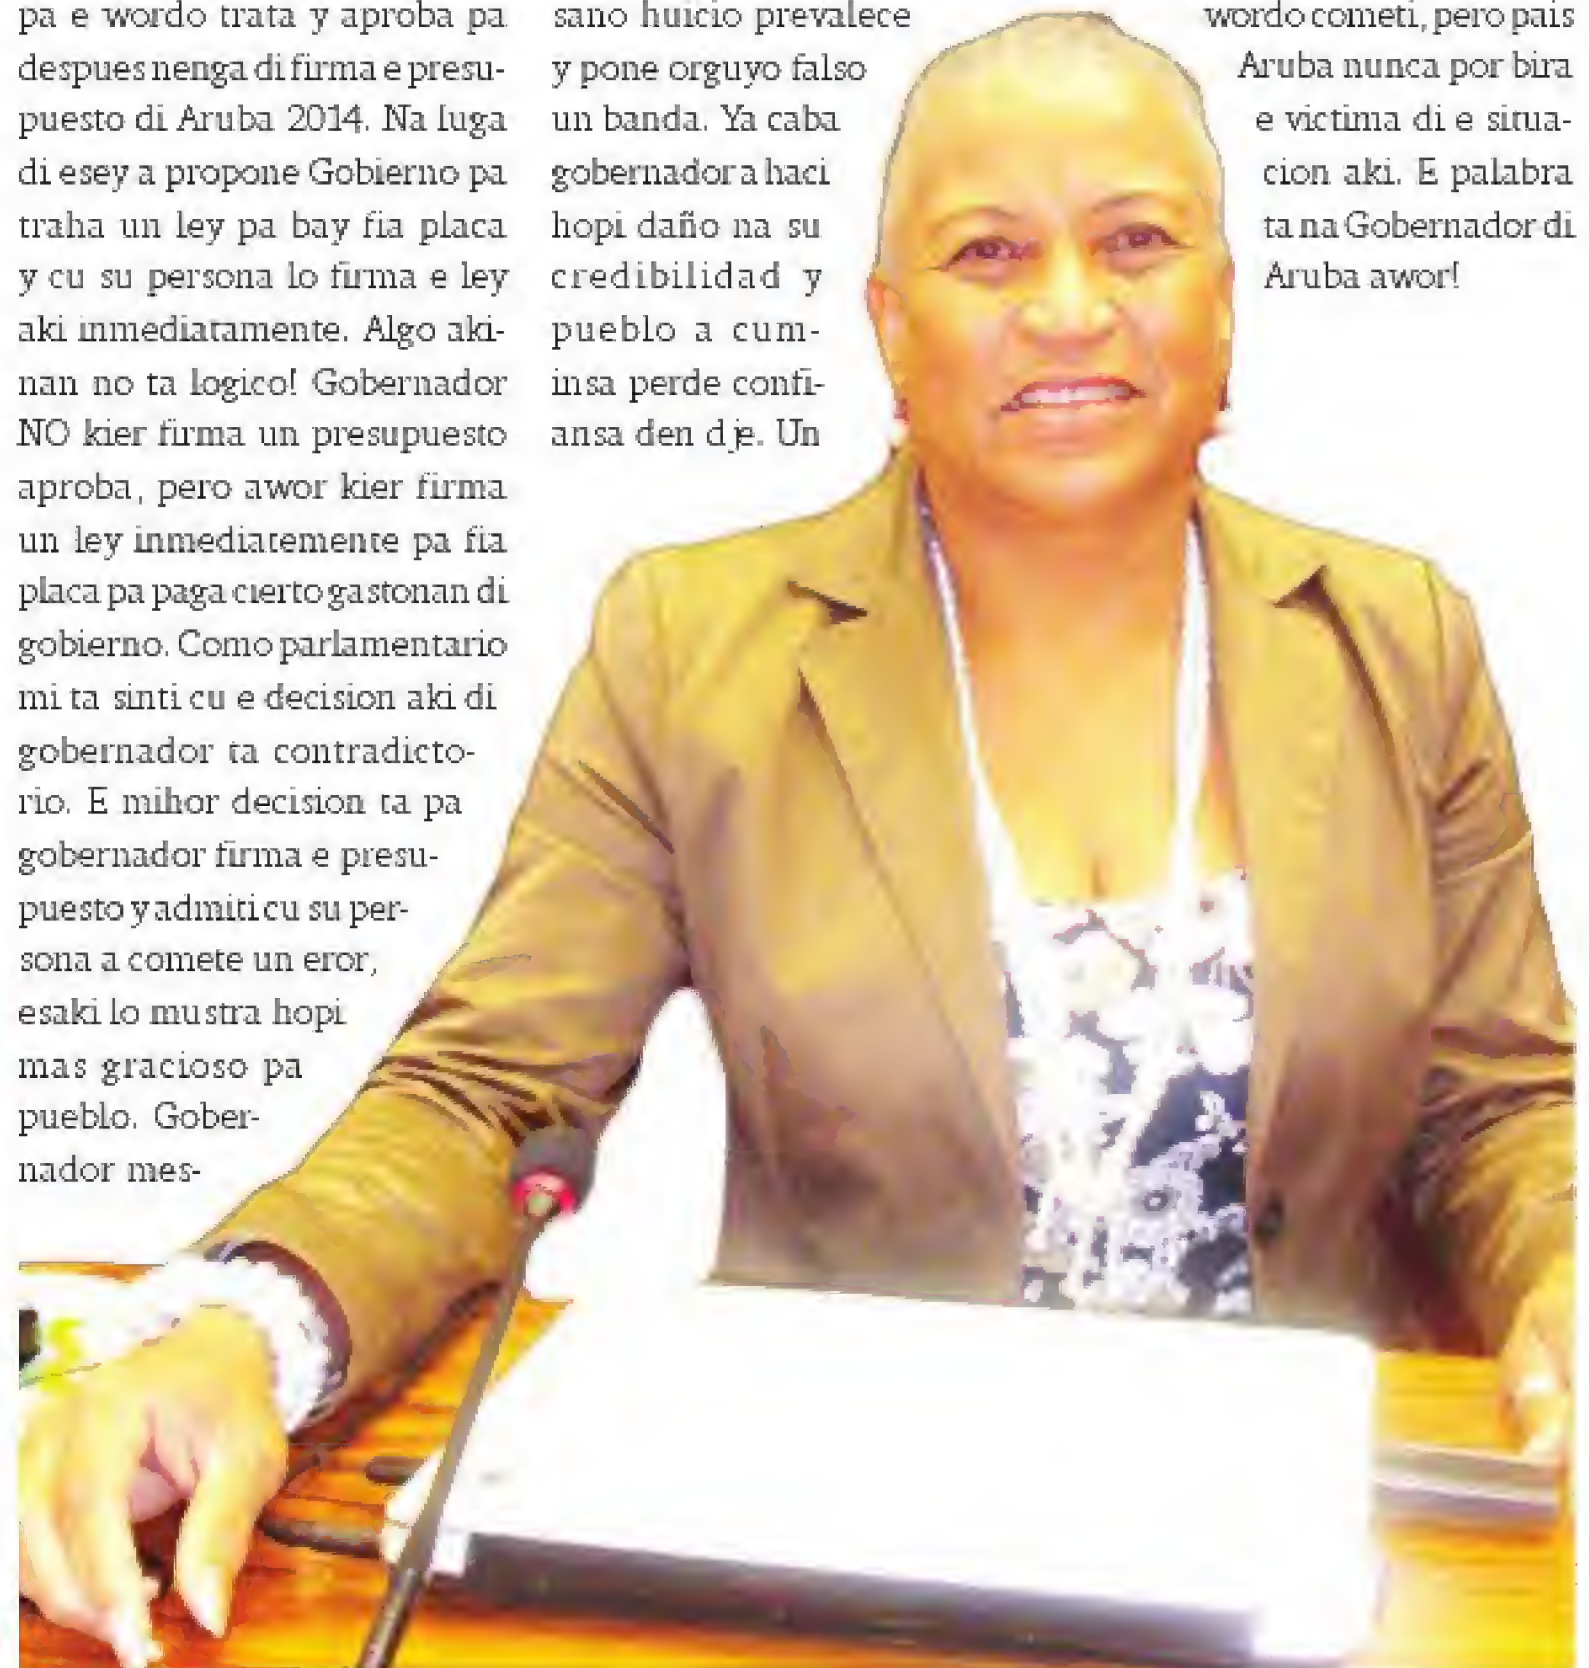 pa e wordo trata y aproba pa
despues nenga di firma e presu-
puesto di Aruba 2014. Na luga
di esey a propone Gobierno pa
traha un ley pa bay fia placa
y cu su persona lo firma e ley
aki inmediatamente. Algo aki-
nan no ta logico! Gobernador
NO kier firma un presupuesto
aproba, pero awor kier firma
un ley inmediatemente pa fia
placa pa paga cierto gastonan di
gobierno. Como parlamentario
mi ta sinti cu e decision aki di
gobernador ta contradicto-
rio. E mihor decision ta pa
gobernador firma e presu-
puesto y admiti cu su per-
sona a comete un eror,
esaki lo mustra hopi
mas gracioso pa
pueblo. Gober-
nador mes-
sano huicio prevalece
y pone orguyo falso
un banda. Ya caba
gobernador a haci
hopi daño na su
credibilidad y
pueblo a cum-
insa perde confi-
ansa den dje. Un
wordo cometi, pero pais
Aruba nunca por bira
e victima di e situa-
cion aki. E palabra
ta na Gobernador di
Aruba awor!